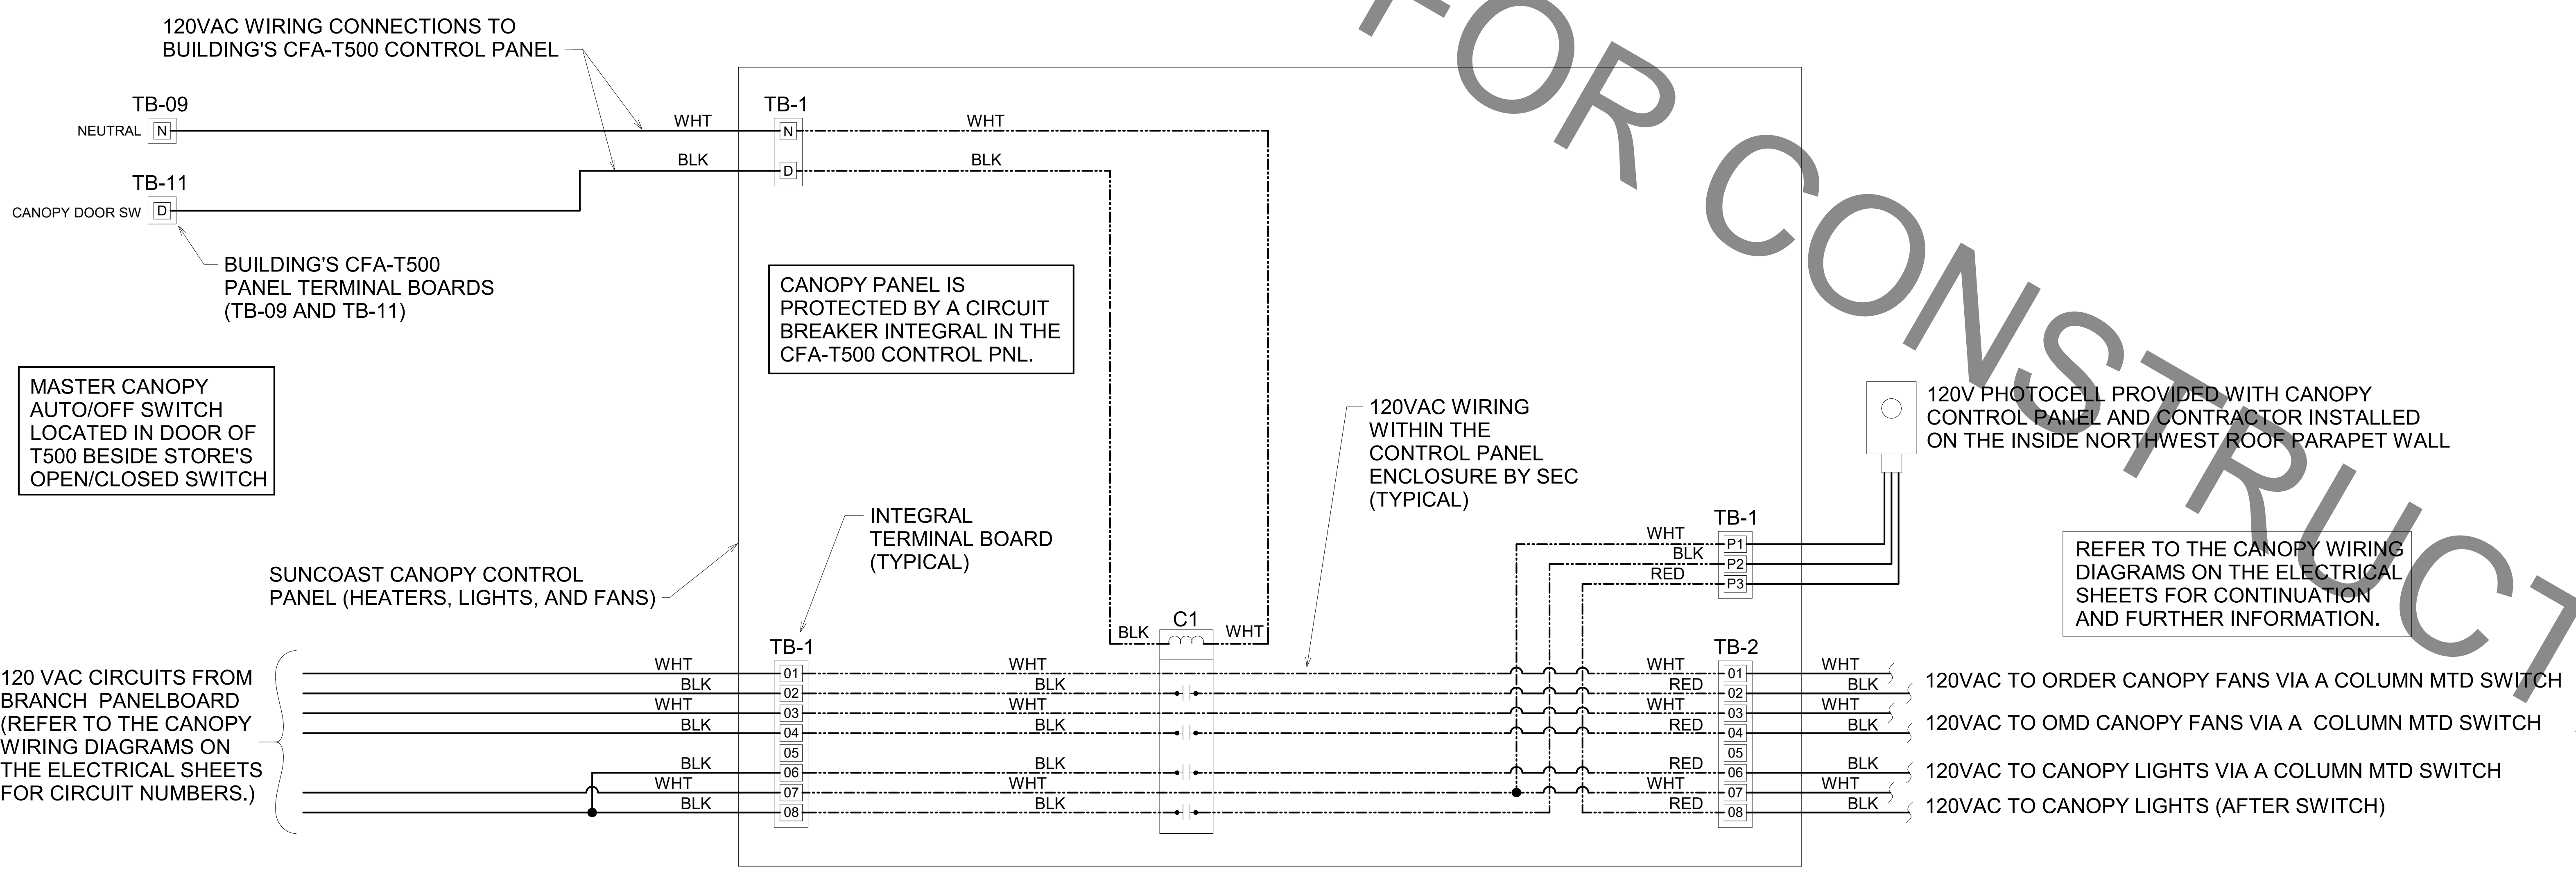 120VAC WIRING CONNECTIONS TO
BUILDING'S CFA-T500 CONTROL PANEL
TB-09
NEUTRAL N
WHT
TB-1
N
WHT
BLK
D
BLK
TB-11
CANOPY DOOR SW D
BUILDING'S CFA-T500
PANEL TERMINAL BOARDS
(TB-09 AND TB-11)
CANOPY PANEL IS
PROTECTED BY A CIRCUIT
BREAKER INTEGRAL IN THE
CFA-T500 CONTROL PNL.
MASTER CANOPY
AUTO/OFF SWITCH
LOCATED IN DOOR OF
T500 BESIDE STORE'S
OPEN/CLOSED SWITCH
120VAC WIRING
WITHIN THE
CONTROL PANEL
ENCLOSURE BY SEC
(TYPICAL)
120V PHOTOCELL PROVIDED WITH CANOPY
CONTROL PANEL AND CONTRACTOR INSTALLED
ON THE INSIDE NORTHWEST ROOF PARAPET WALL
INTEGRAL
TERMINAL BOARD
(TYPICAL)
SUNCOAST CANOPY CONTROL
PANEL (HEATERS, LIGHTS, AND FANS)
TB-1
WHT P1
BLK P2
RED P3
REFER TO THE CANOPY WIRING
DIAGRAMS ON THE ELECTRICAL
SHEETS FOR CONTINUATION
AND FURTHER INFORMATION.
C1
BLK WHT
120 VAC CIRCUITS FROM
BRANCH PANELBOARD
(REFER TO THE CANOPY
WIRING DIAGRAMS ON
THE ELECTRICAL SHEETS
FOR CIRCUIT NUMBERS.)
TB-1
TB-2
WHT 01 WHT WHT 01 WHT
BLK 02 BLK RED 02 BLK
WHT 03 WHT WHT 03 WHT
BLK 04 BLK RED 04 BLK
05 05
BLK 06 BLK RED 06 BLK
WHT 07 WHT WHT 07 WHT
BLK 08 BLK RED 08 BLK
120VAC TO ORDER CANOPY FANS VIA A COLUMN MTD SWITCH
120VAC TO OMD CANOPY FANS VIA A COLUMN MTD SWITCH
120VAC TO CANOPY LIGHTS VIA A COLUMN MTD SWITCH
120VAC TO CANOPY LIGHTS (AFTER SWITCH)
FOR CONSTRUCT